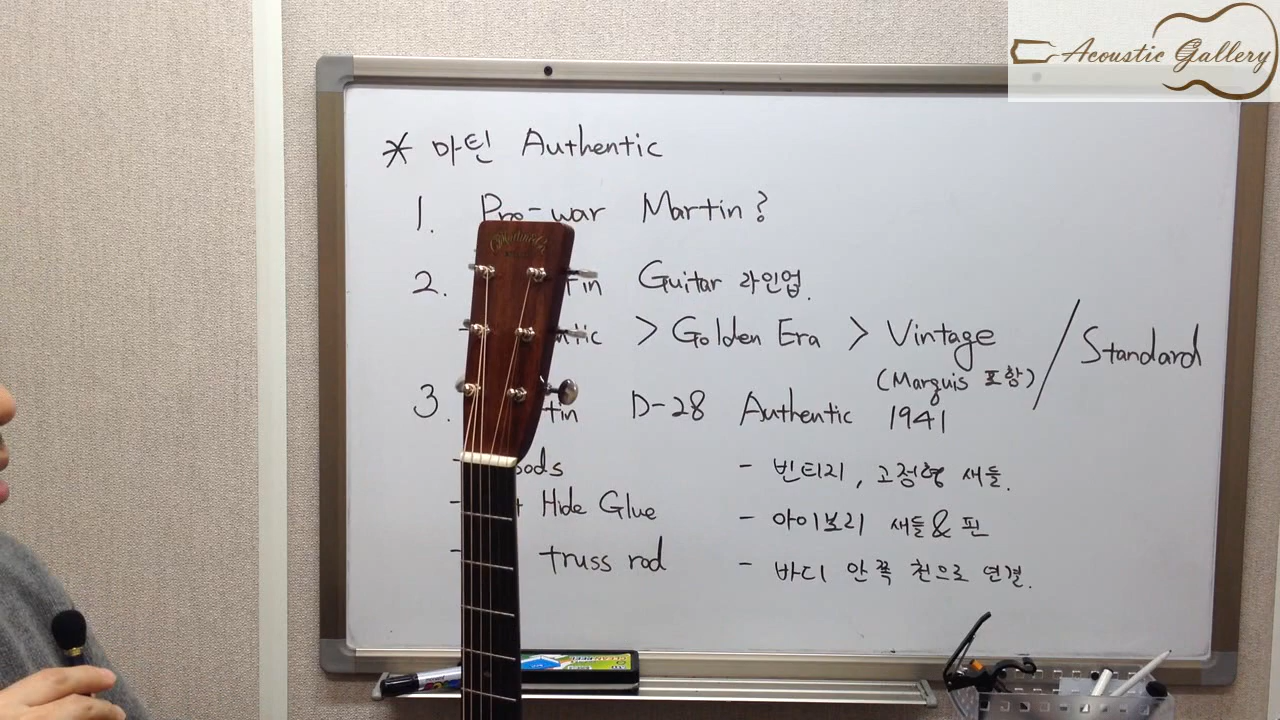 Acoustic Gallery
* 마틴 Authentic
1. Pre-war Martin?
2. Guitar 라인업.
> Golden Era > Vintage / Standard
(Marquis 포함)
3. D-28 Authentic 1941
- 빈티지, 고정형 새들.
- Hide Glue
- 아이보리 새들 & 핀
- truss rod
- 바디 안쪽 천으로 연결.